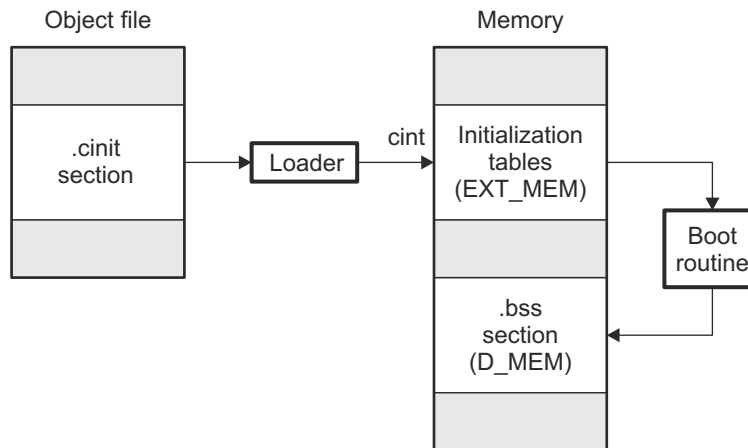 Object file
Memory
.cinit
section
Loader
cint
Initialization
tables
(EXT_MEM)
Boot
routine
.bss
section
(D_MEM)